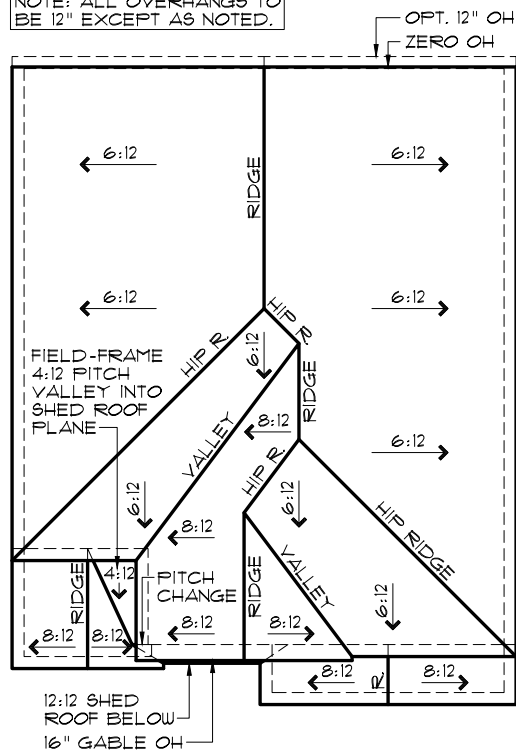 NOTE: ALL OVERHANGS TO
BE 12" EXCEPT AS NOTED.
OPT. 12" OH
ZERO OH
6:12
6:12
RIDGE
6:12
6:12
HIP R.
HIP R.
6:12
FIELD-FRAME
4:12 PITCH
VALLEY INTO
SHED ROOF
PLANE
RIDGE
8:12
VALLEY
6:12
HIP R.
6:12
6:12
8:12
HIP RIDGE
4:12
RIDGE
PITCH
CHANGE
RIDGE
VALLEY
6:12
8:12
8:12
8:12
8:12
8:12
R.
8:12
12:12 SHED
ROOF BELOW
16" GABLE OH